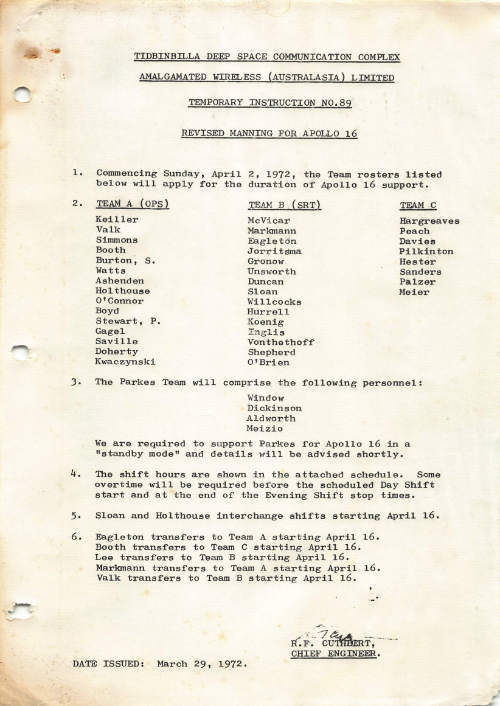 TIDBINBILLA DEEP SPACE COMMUNICATION COMPLEX
AMALGAMATED WIRELESS (AUSTRALASIA) LIMITED
TEMPORARY INSTRUCTION NO.89
REVISED MANNING FOR APOLLO 16
1. Commencing Sunday, April 2, 1972, the Team rosters listed
below will apply for the duration of Apollo 16 support.
2. TEAM A (OPS) TEAM B (SRT) TEAM C
Keiller McVicar Hargreaves
Valk Markmann Peach
Simmons Eagleton Davies
Booth Jorritsma Pilkinton
Burton, S. Gronow Hester
Watts Unsworth Sanders
Ashenden Duncan Palzer
Holthouse Sloan Meier
O'Connor Willcocks
Boyd Hurrell
Stewart, P. Koenig
Gagel Inglis
Saville Vonthethoff
Doherty Shepherd
Kwaczynski O'Brien
3. The Parkes Team will comprise the following personnel:
Window
Dickinson
Aldworth
Meizio
We are required to support Parkes for Apollo 16 in a
"standby mode" and details will be advised shortly.
4. The shift hours are shown in the attached schedule. Some
overtime will be required before the scheduled Day Shift
start and at the end of the Evening Shift stop times.
5. Sloan and Holthouse interchange shifts starting April 16.
6. Eagleton transfers to Team A starting April 16.
Booth transfers to Team C starting April 16.
Lee transfers to Team B starting April 16.
Markmann transfers to Team A starting April 16.
Valk transfers to Team B starting April 16.
R.F. CUTHBERT,
CHIEF ENGINEER.
DATE ISSUED: March 29, 1972.